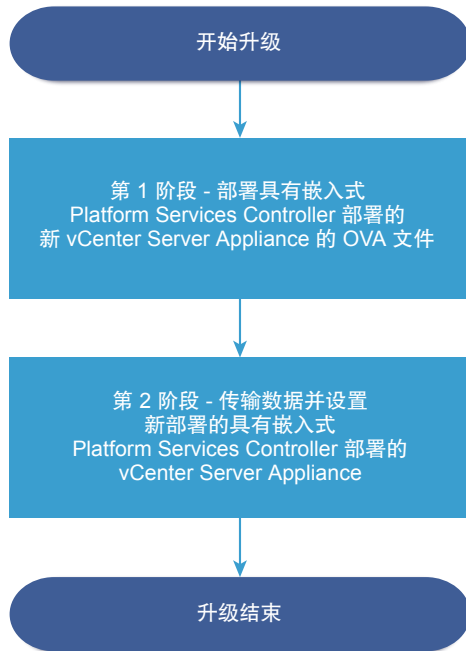 开始升级
第 1 阶段 - 部署具有嵌入式
Platform Services Controller 部署的
新 vCenter Server Appliance 的 OVA 文件
第 2 阶段 - 传输数据并设置
新部署的具有嵌入式
Platform Services Controller 部署的
vCenter Server Appliance
升级结束